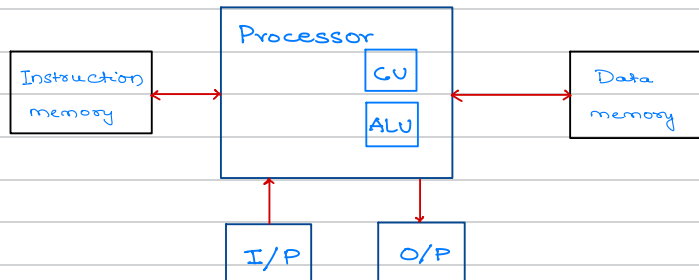 Processor
CU
ALU
Instruction
memory
Data
memory
I/P
O/P